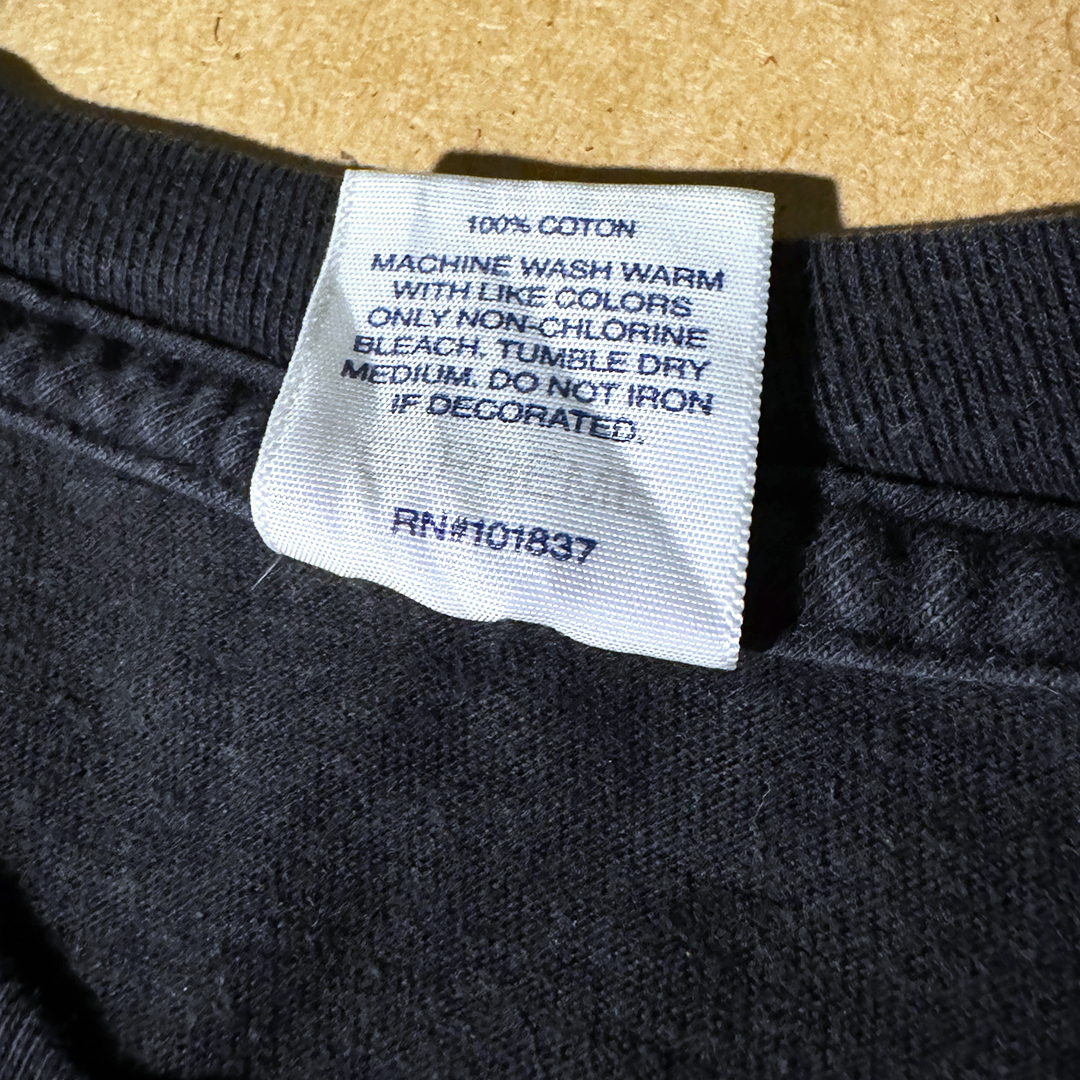 100% COTON
MACHINE WASH WARM
WITH LIKE COLORS
ONLY NON-CHLORINE
BLEACH. TUMBLE DRY
MEDIUM. DO NOT IRON
IF DECORATED.
RN#101837